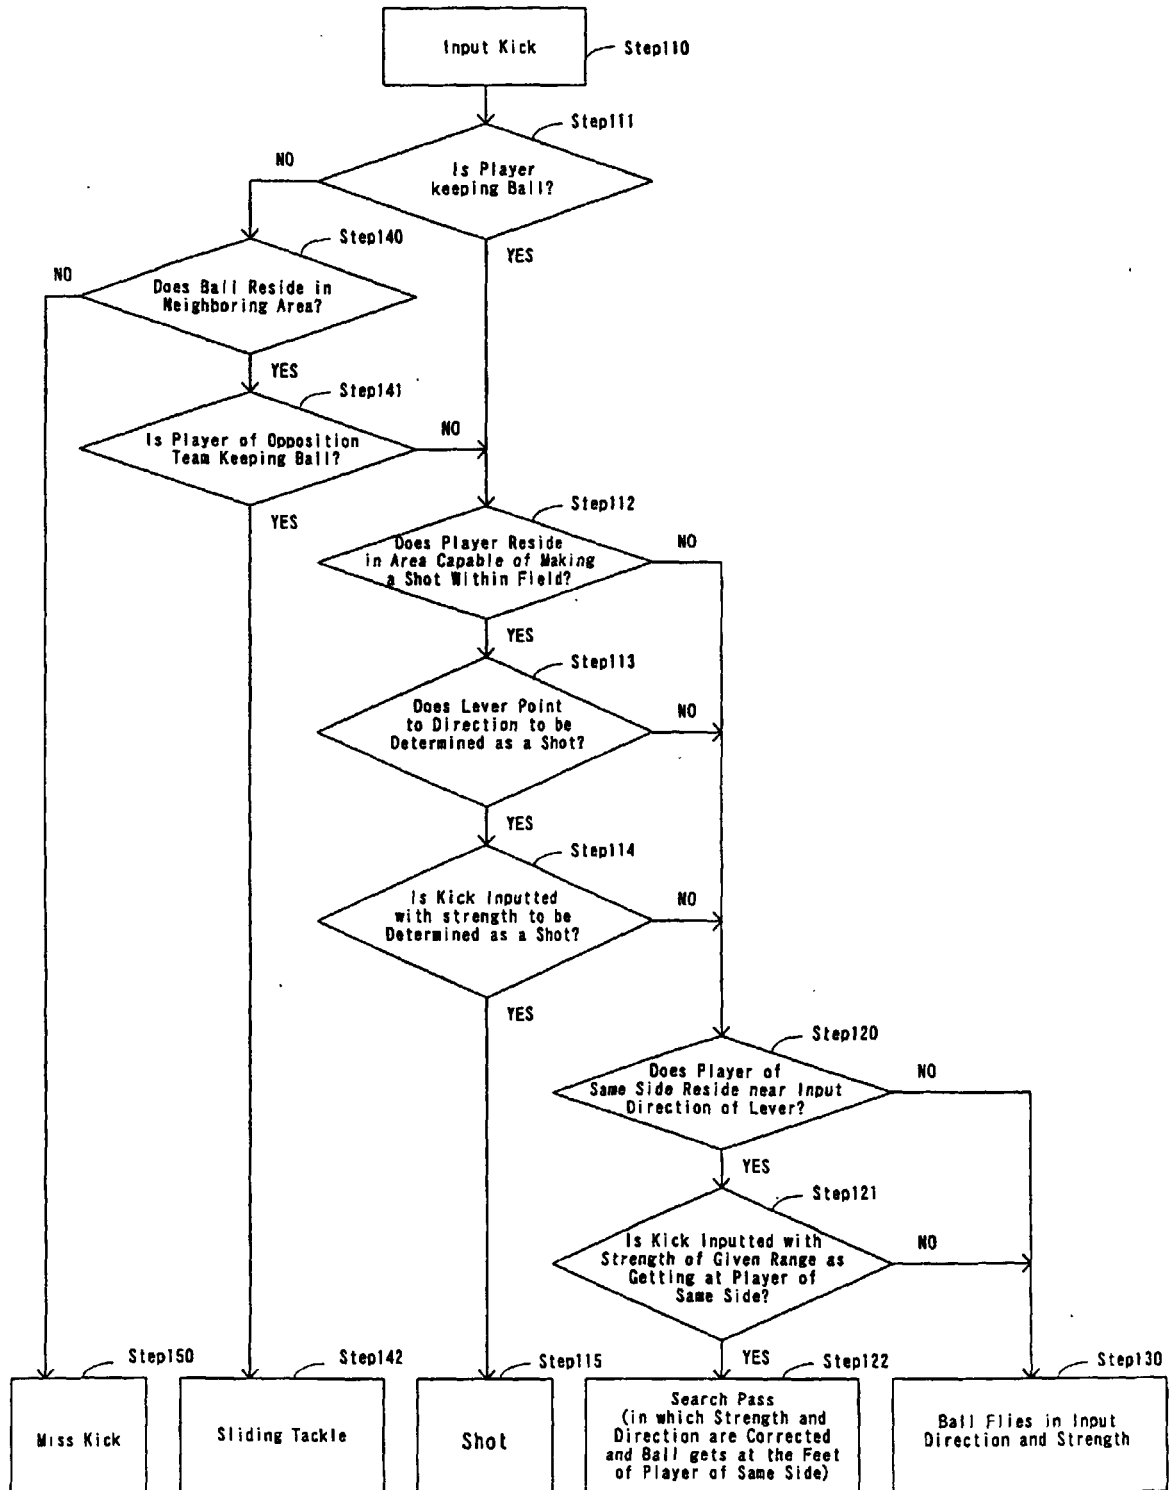 Input Kick
Step110
Step111
Is Player
keeping Ball?
NO
YES
Step140
NO
Does Ball Reside in
Neighboring Area?
YES
Step141
Is Player of Opposition
Team Keeping Ball?
NO
YES
Step112
Does Player Reside
in Area Capable of Making
a Shot Within Field?
NO
YES
Step113
Does Lever Point
to Direction to be
Determined as a Shot?
NO
YES
Step114
Is Kick Inputted
with strength to be
Determined as a Shot?
NO
YES
Step120
Does Player of
Same Side Reside near Input
Direction of Lever?
NO
YES
Step121
Is Kick Inputted with
Strength of Given Range as
Getting at Player of
Same Side?
NO
YES
Step150
Miss Kick
Step142
Sliding Tackle
Step115
Shot
Step122
Search Pass
(in which Strength and
Direction are Corrected
and Ball gets at the Feet
of Player of Same Side)
Step130
Ball Flies in Input
Direction and Strength